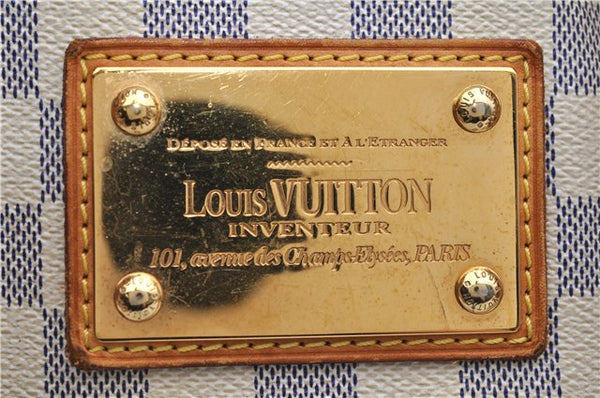 DÉPOSÉ EN FRANCE ET A L'ETRANGER
LOUIS VUITTON
INVENTEUR
101, avenue des Champs Elysées, PARIS